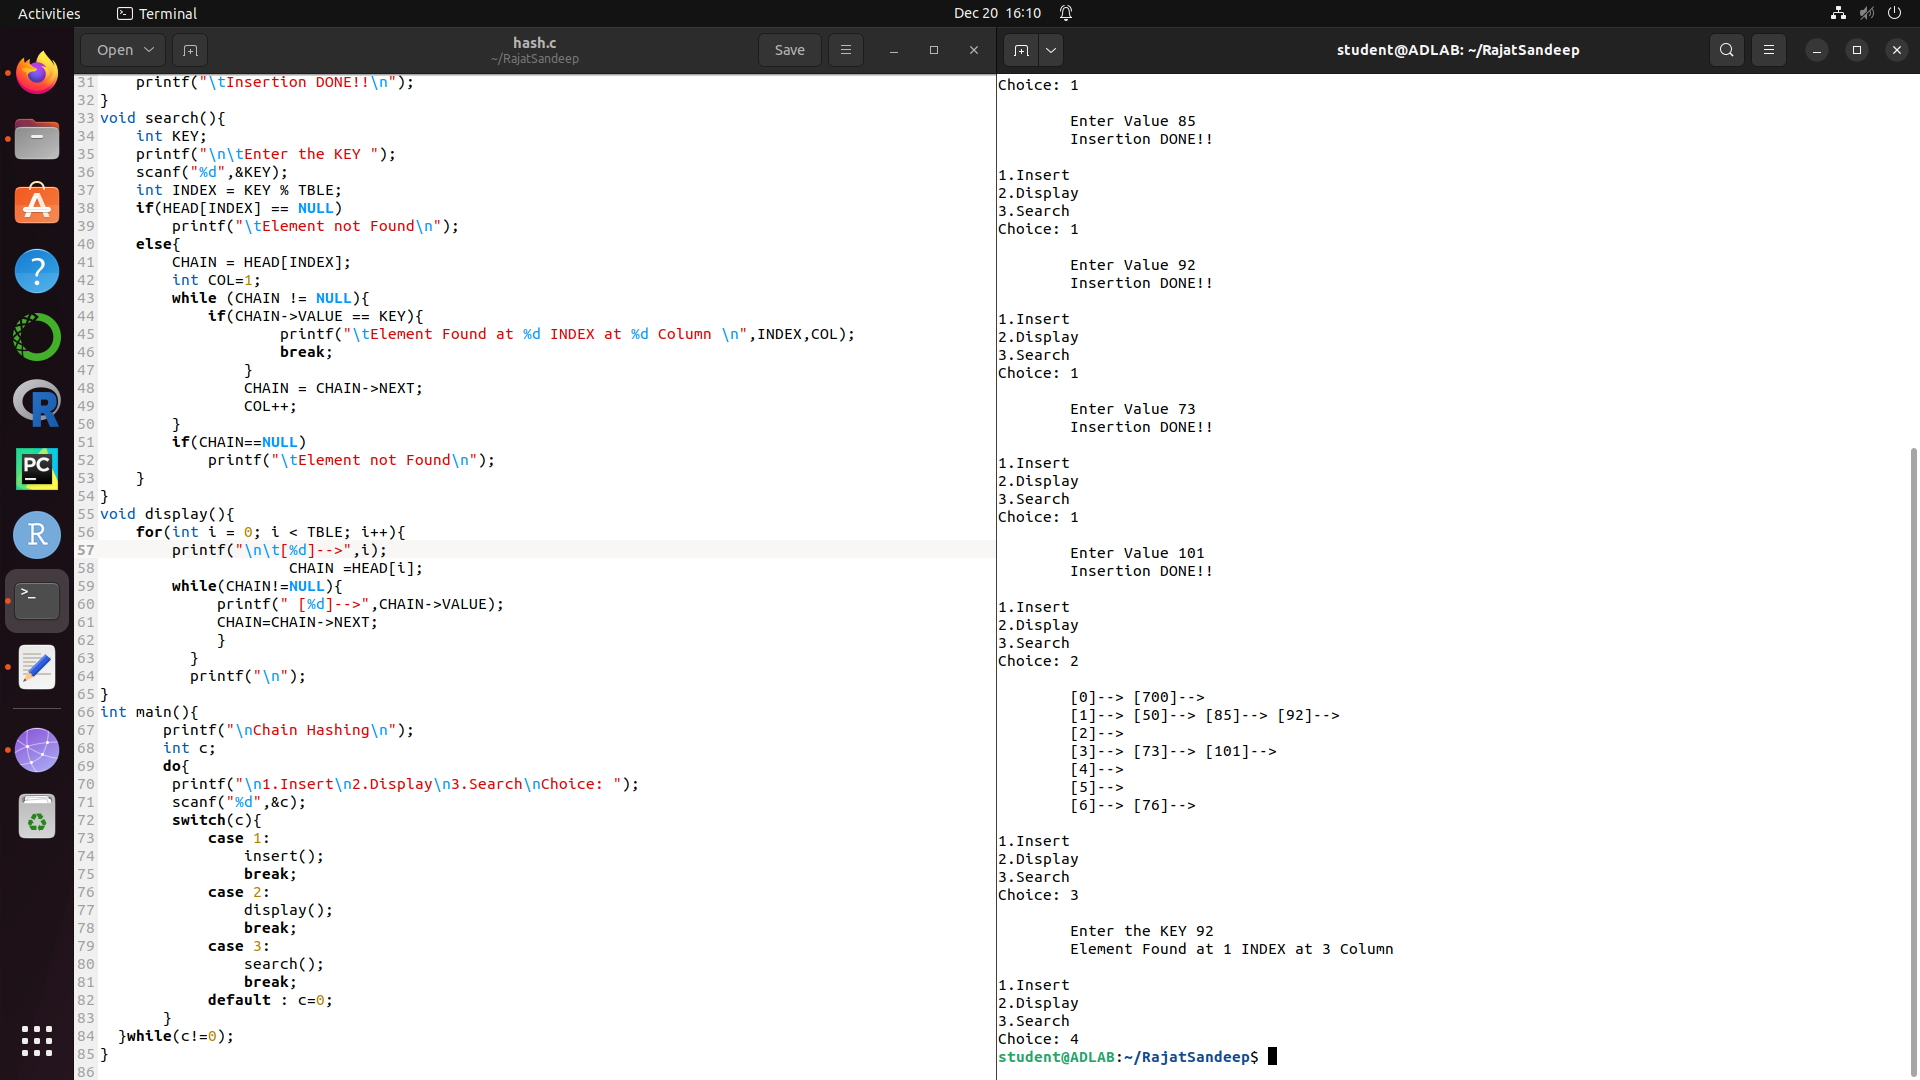 Activities
Terminal
Dec 20 16:10
Open
hash.c
~/RajatSandeep
Save
31     printf("\tInsertion DONE!!\n");
32 }
33 void search(){
34     int KEY;
35     printf("\n\tEnter the KEY ");
36     scanf("%d",&KEY);
37     int INDEX = KEY % TBLE;
38     if(HEAD[INDEX] == NULL)
39         printf("\tElement not Found\n");
40     else{
41         CHAIN = HEAD[INDEX];
42         int COL=1;
43         while (CHAIN != NULL){
44             if(CHAIN->VALUE == KEY){
45                     printf("\tElement Found at %d INDEX at %d Column \n",INDEX,COL);
46                     break;
47                 }
48                 CHAIN = CHAIN->NEXT;
49                 COL++;
50         }
51         if(CHAIN==NULL)
52             printf("\tElement not Found\n");
53     }
54 }
55 void display(){
56     for(int i = 0; i < TBLE; i++){
57         printf("\n\t[%d]-->",i);
58                      CHAIN =HEAD[i];
59         while(CHAIN!=NULL){
60              printf(" [%d]-->",CHAIN->VALUE);
61              CHAIN=CHAIN->NEXT;
62              }
63           }
64           printf("\n");
65 }
66 int main(){
67        printf("\nChain Hashing\n");
68        int c;
69        do{
70         printf("\n1.Insert\n2.Display\n3.Search\nChoice: ");
71         scanf("%d",&c);
72         switch(c){
73             case 1:
74                 insert();
75                 break;
76             case 2:
77                 display();
78                 break;
79             case 3:
80                 search();
81                 break;
82             default : c=0;
83        }
84   }while(c!=0);
85 }
86
student@ADLAB: ~/RajatSandeep
Choice: 1
Enter Value 85
Insertion DONE!!
1.Insert
2.Display
3.Search
Choice: 1
Enter Value 92
Insertion DONE!!
1.Insert
2.Display
3.Search
Choice: 1
Enter Value 73
Insertion DONE!!
1.Insert
2.Display
3.Search
Choice: 1
Enter Value 101
Insertion DONE!!
1.Insert
2.Display
3.Search
Choice: 2
[0]--> [700]-->
[1]--> [50]--> [85]--> [92]-->
[2]-->
[3]--> [73]--> [101]-->
[4]-->
[5]-->
[6]--> [76]-->
1.Insert
2.Display
3.Search
Choice: 3
Enter the KEY 92
Element Found at 1 INDEX at 3 Column
1.Insert
2.Display
3.Search
Choice: 4
student@ADLAB:~/RajatSandeep$